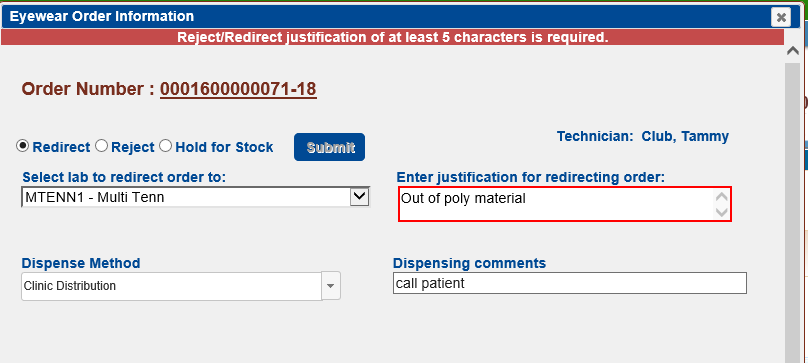 Eyewear Order Information
Reject/Redirect justification of at least 5 characters is required.
Order Number : 0001600000071-18
Technician: Club, Tammy
Redirect Reject Hold for Stock Submit
Select lab to redirect order to: Enter justification for redirecting order:
MTENN1 - Multi Tenn Out of poly material
Dispense Method Dispensing comments
Clinic Distribution call patient